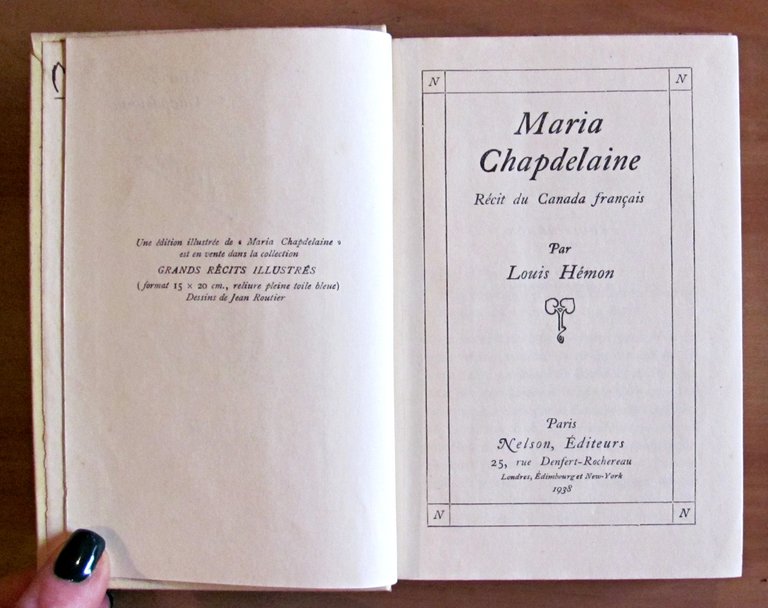 Une édition illustrée de « Maria Chapdelaine »
est en vente dans la collection
GRANDS RÉCITS ILLUSTRÉS
(format 15 × 20 cm., reliure pleine toile bleue)
Dessins de Jean Routier
N N
Maria
Chapdelaine
Récit du Canada français
Par
Louis Hémon
Paris
Nelson, Éditeurs
25, rue Denfert-Rochereau
Londres, Édimbourg et New-York
1938
N N